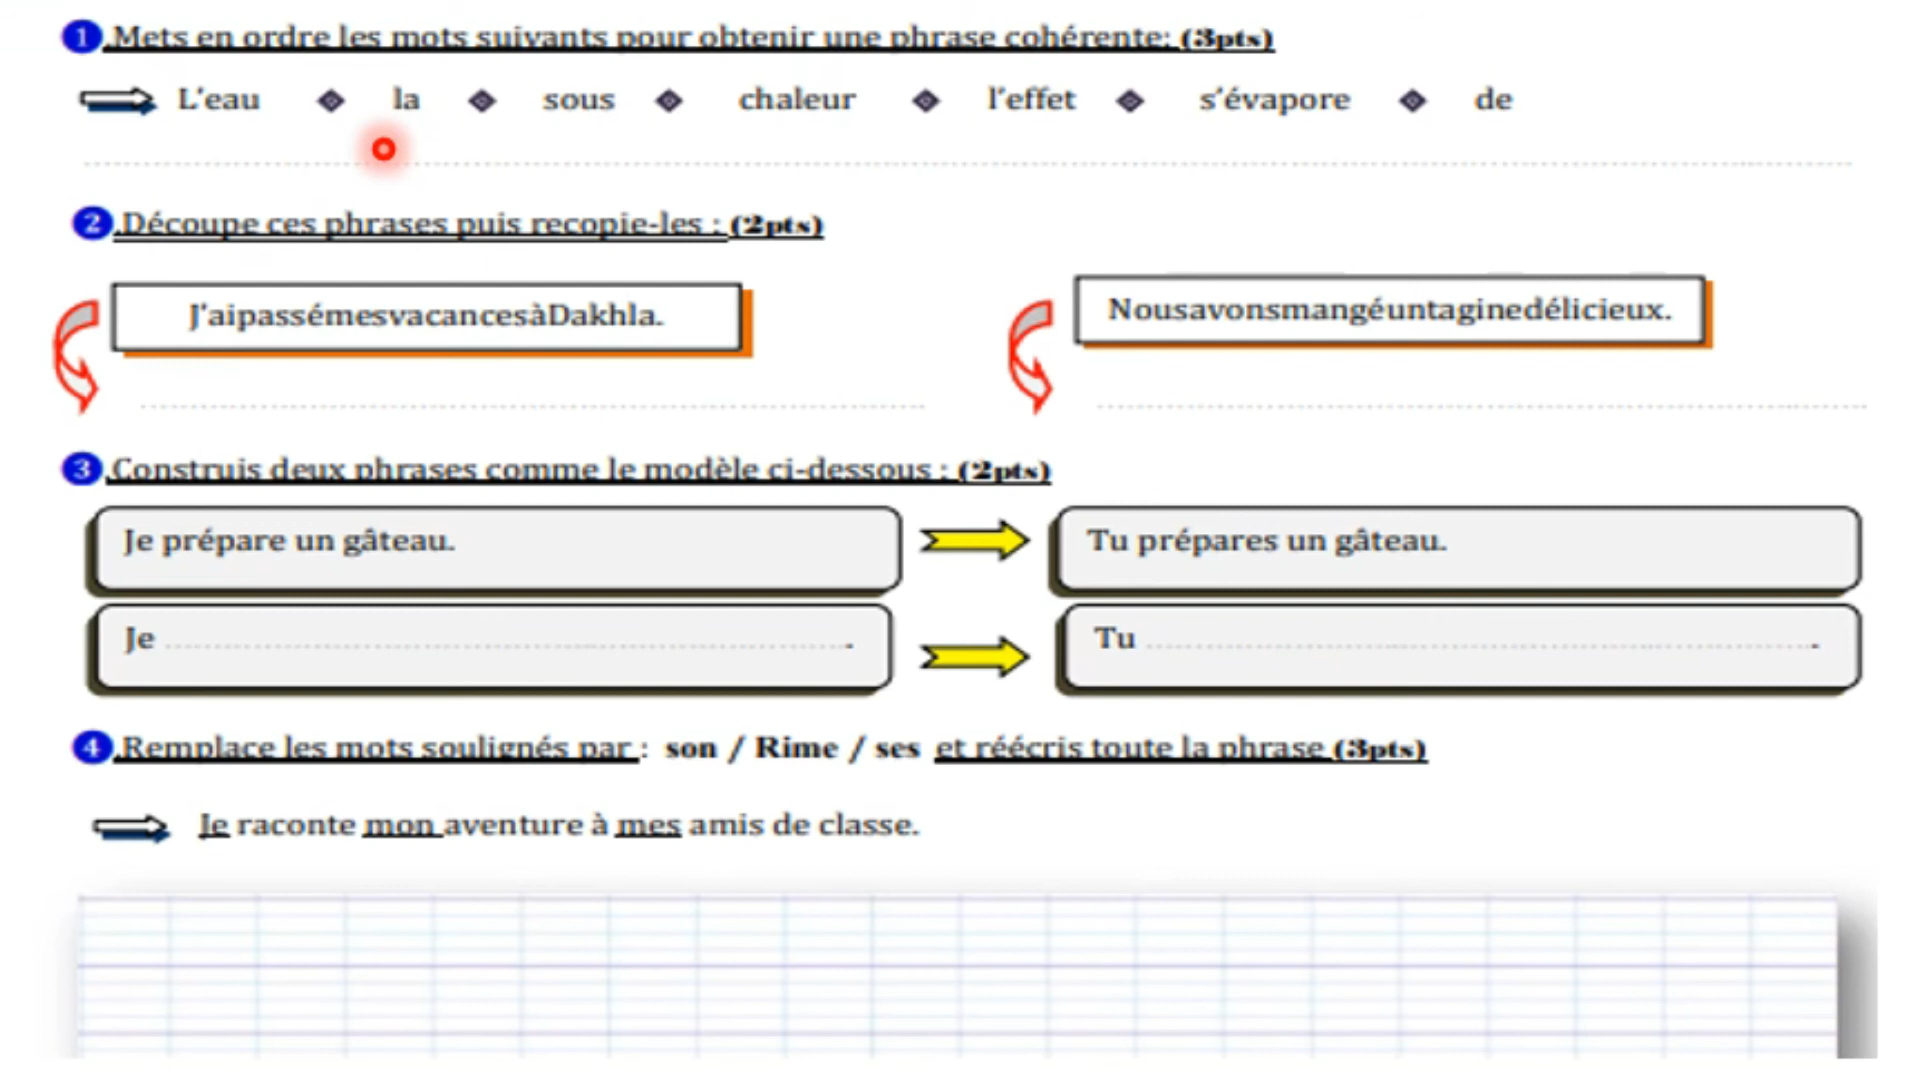 1 .Mets en ordre les mots suivants pour obtenir une phrase cohérente: (3pts)
L'eau la sous chaleur l'effet s'évapore de
2 .Découpe ces phrases puis recopie-les : (2pts)
J'aipassémesvacancesàDakhla. Nousavonsmangéuntaginedélicieux.
3 .Construis deux phrases comme le modèle ci-dessous : (2pts)
Je prépare un gâteau. Tu prépares un gâteau.
Je ........................................ . Tu ........................................ .
4 .Remplace les mots soulignés par : son / Rime / ses et réécris toute la phrase (3pts)
Je raconte mon aventure à mes amis de classe.